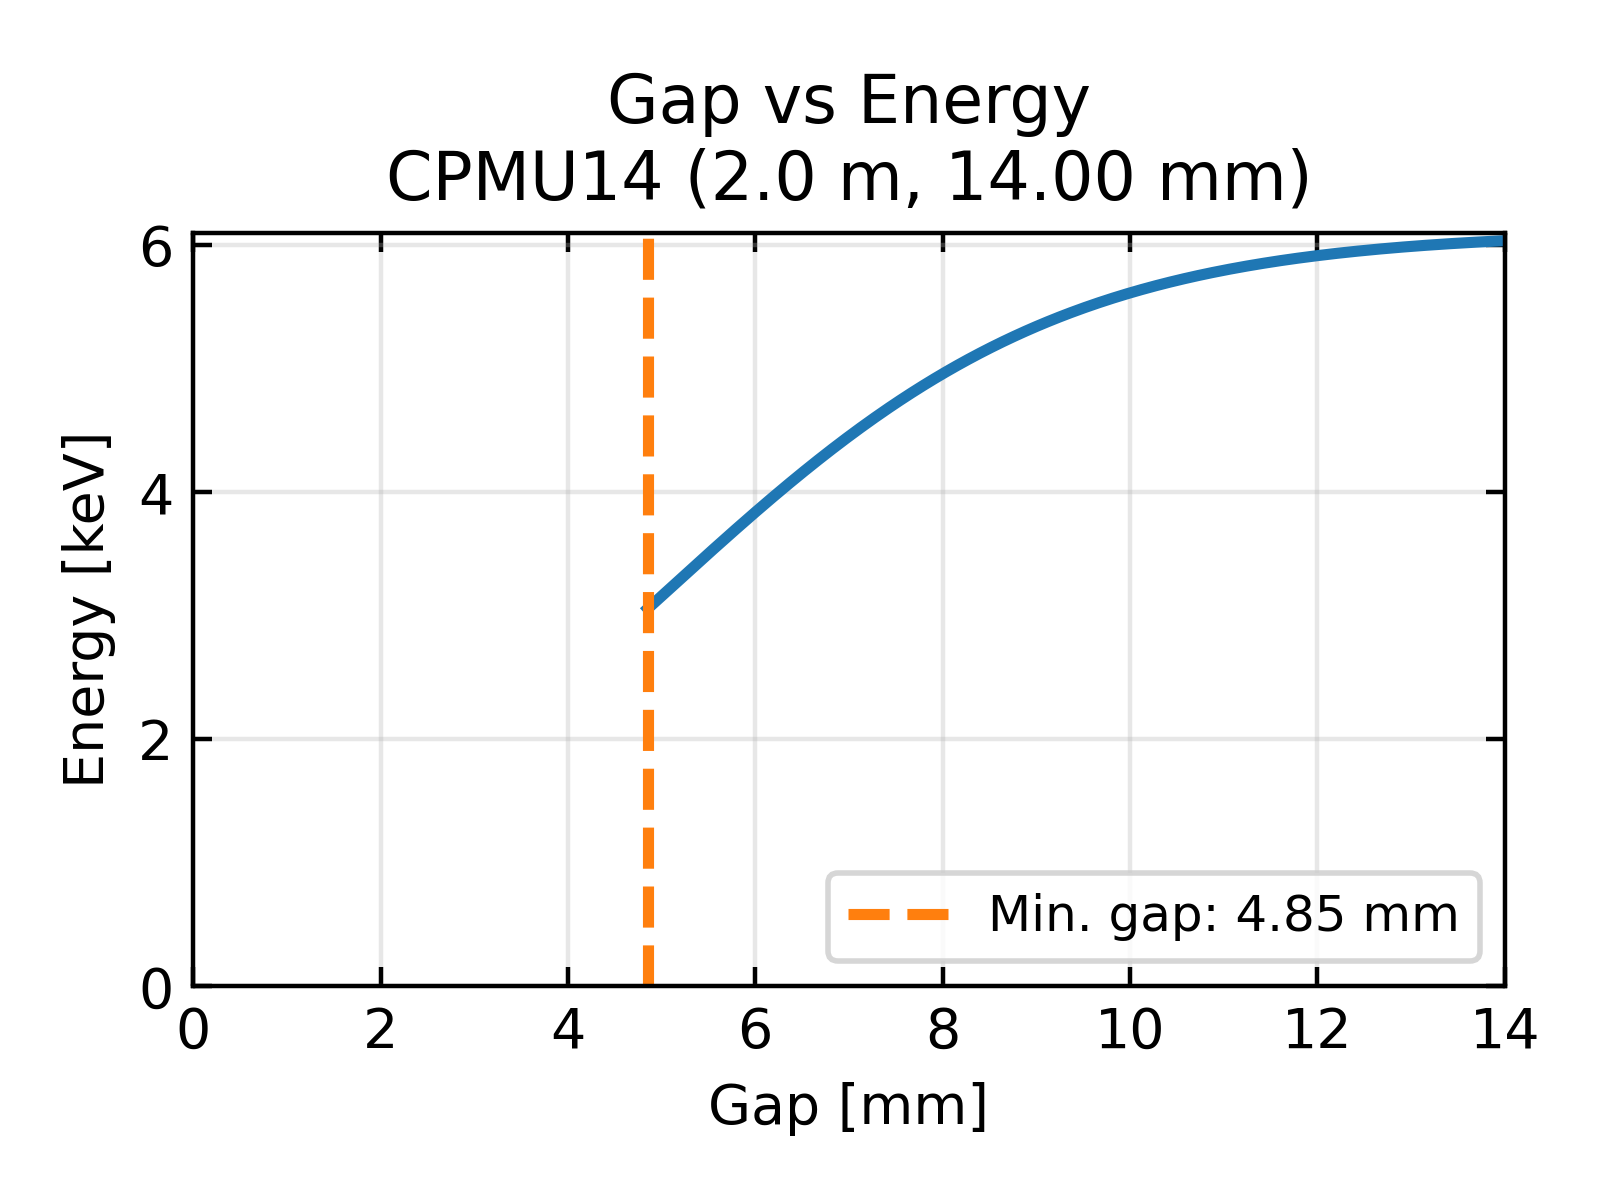 Gap vs Energy
CPMU14 (2.0 m, 14.00 mm)
Energy [keV]
6
4
2
0
Min. gap: 4.85 mm
0 2 4 6 8 10 12 14
Gap [mm]